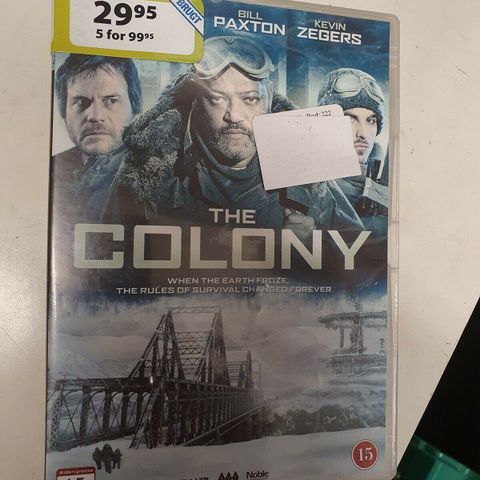 29⁹⁵
5 for 99⁹⁵
BRUGT
BILL PAXTON
KEVIN ZEGERS
THE
COLONY
WHEN THE EARTH FROZE,
THE RULES OF SURVIVAL CHANGED FOREVER.
15
Aldersgrense
Noble